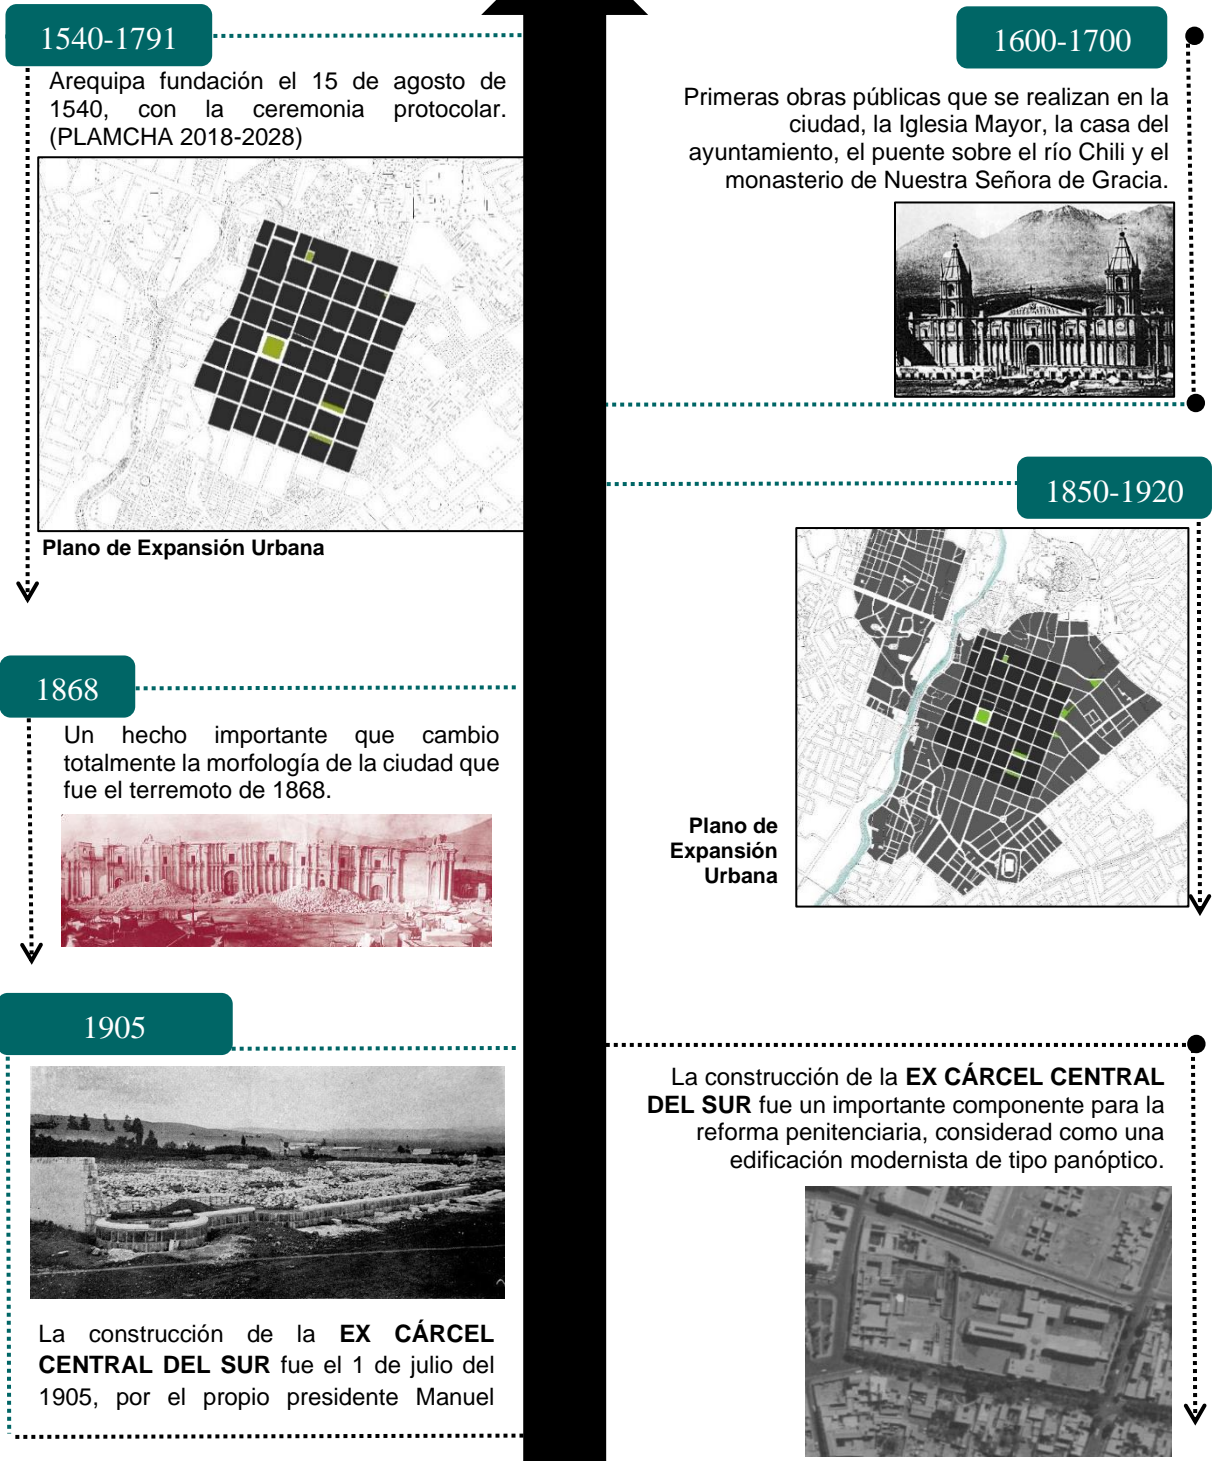 1540-1791
Arequipa fundación el 15 de agosto de
1540, con la ceremonia protocolar.
(PLAMCHA 2018-2028)
Plano de Expansión Urbana
1600-1700
Primeras obras públicas que se realizan en la
ciudad, la Iglesia Mayor, la casa del
ayuntamiento, el puente sobre el río Chili y el
monasterio de Nuestra Señora de Gracia.
1850-1920
Plano de
Expansión
Urbana
1868
Un hecho importante que cambio
totalmente la morfología de la ciudad que
fue el terremoto de 1868.
1905
La construcción de la EX CÁRCEL
CENTRAL DEL SUR fue el 1 de julio del
1905, por el propio presidente Manuel
La construcción de la EX CÁRCEL CENTRAL
DEL SUR fue un importante componente para la
reforma penitenciaria, considerad como una
edificación modernista de tipo panóptico.